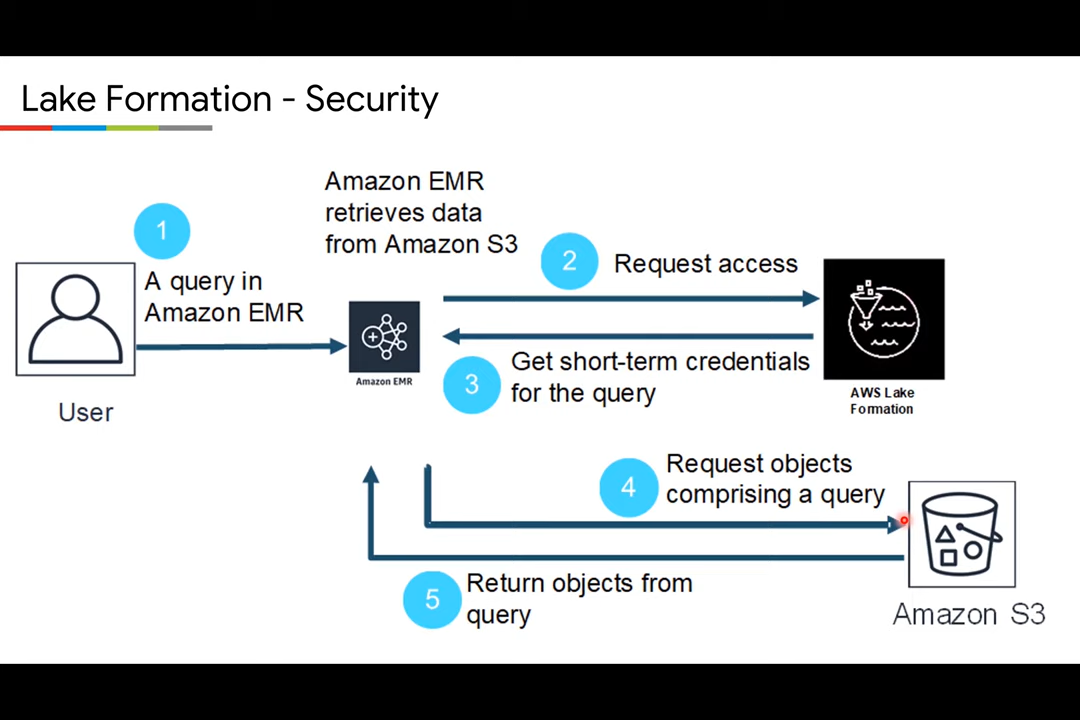 Lake Formation - Security
1
A query in
Amazon EMR
User
Amazon EMR
retrieves data
from Amazon S3
Amazon EMR
2
Request access
3
Get short-term credentials
for the query
AWS Lake
Formation
4
Request objects
comprising a query
5
Return objects from
query
Amazon S3